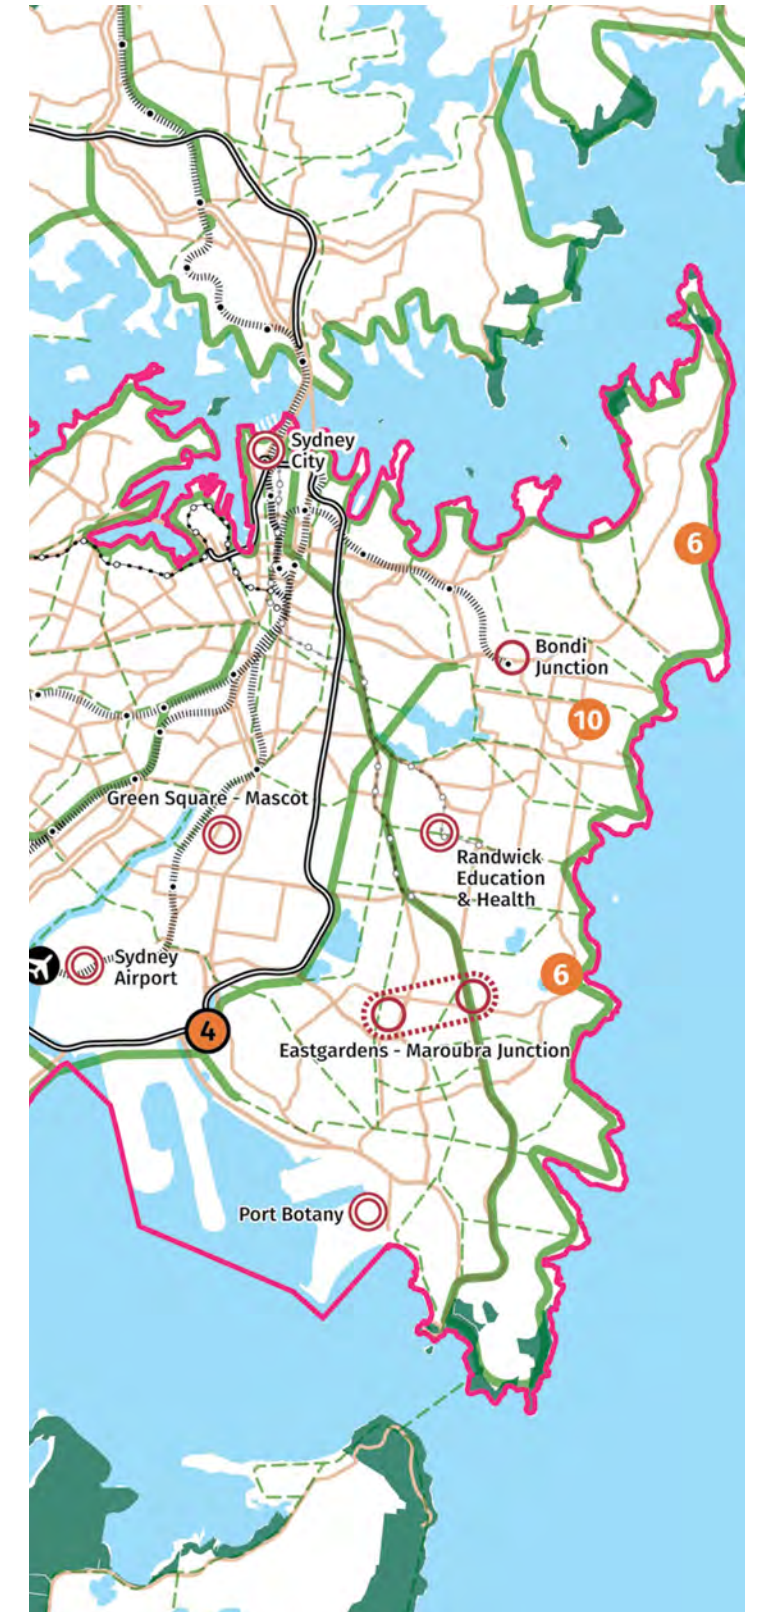 Sydney
City
6
Bondi
Junction
10
Green Square - Mascot
Randwick
Education
& Health
Sydney
Airport
6
4
Eastgardens - Maroubra Junction
Port Botany